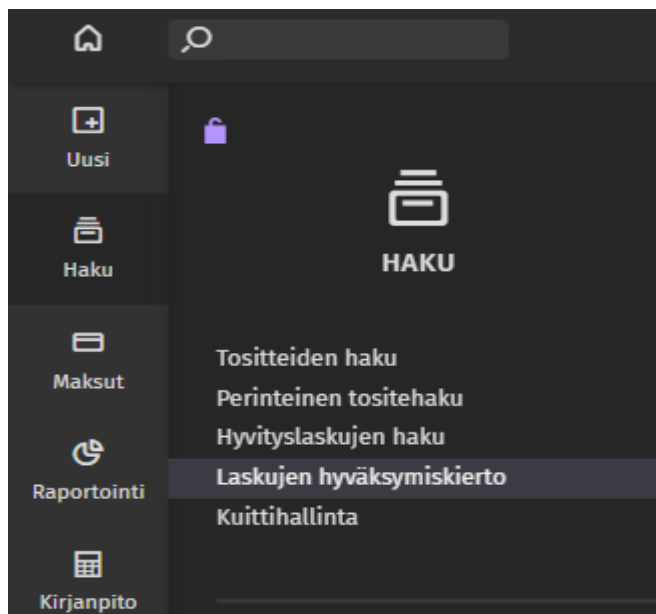 Uusi
Haku
Maksut
Raportointi
Kirjanpito
HAKU
Tositteiden haku
Perinteinen tositehaku
Hyvityslaskujen haku
Laskujen hyväksymiskierto
Kuittihallinta